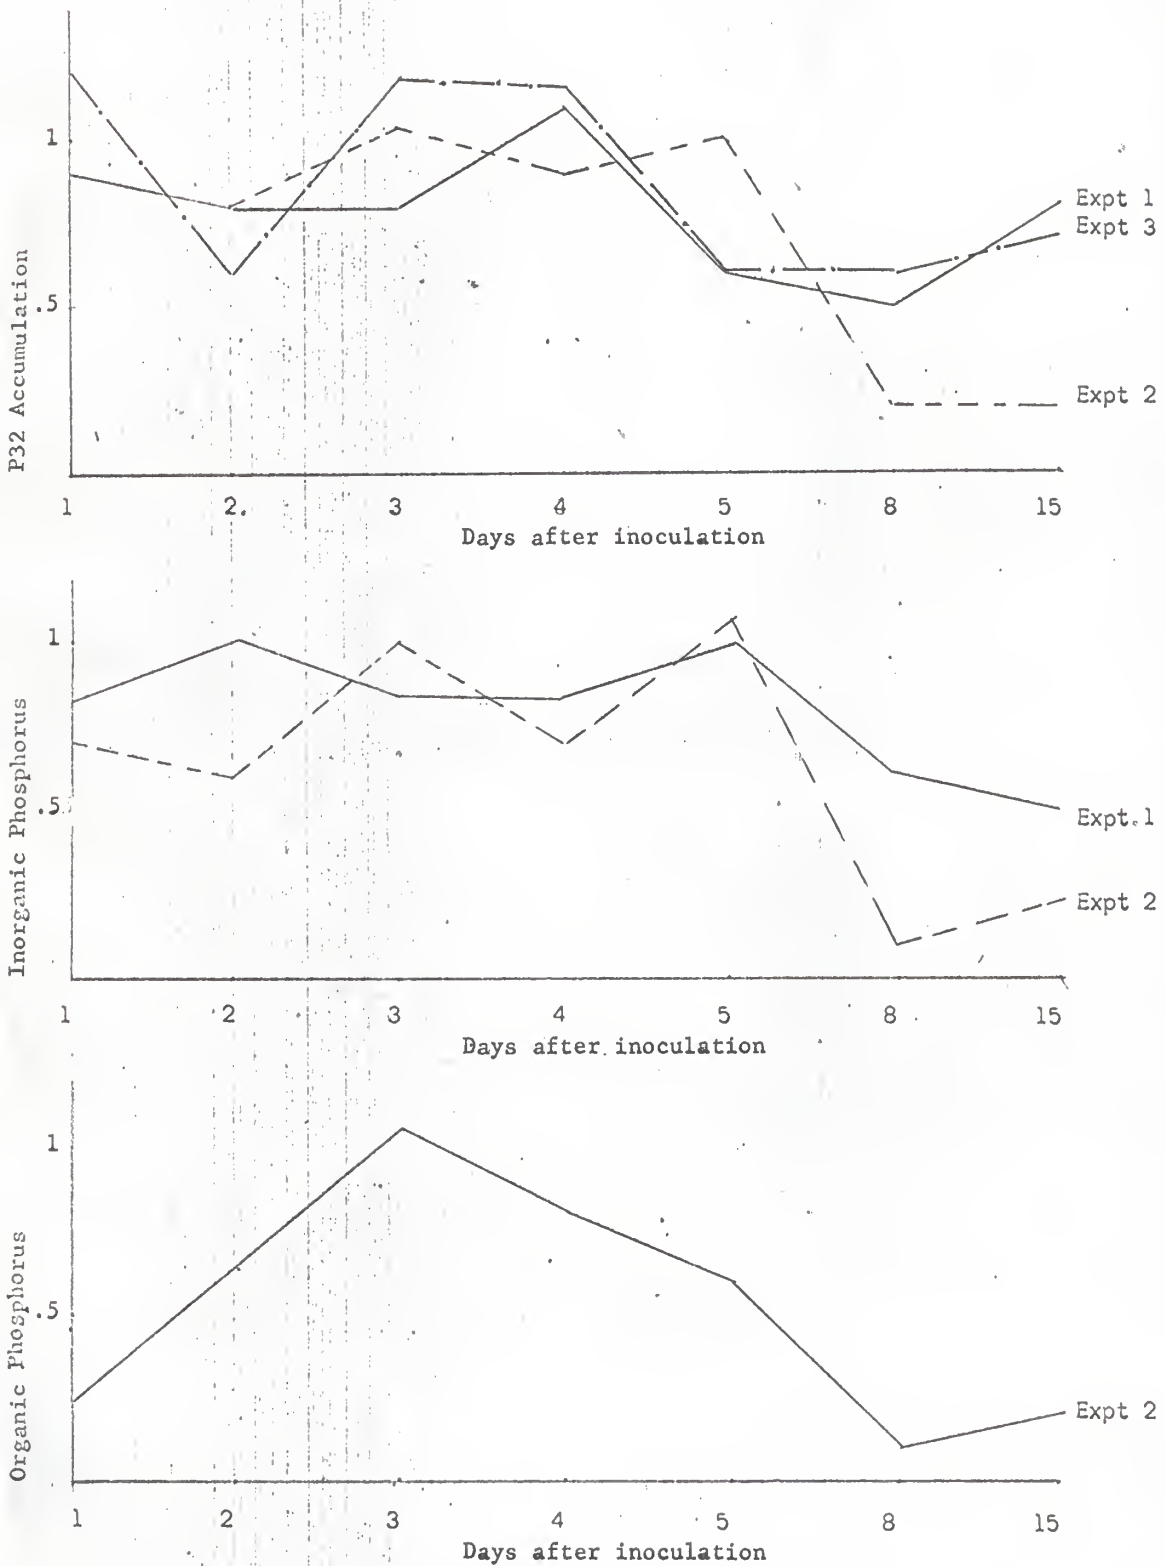 1
.5
P32 Accumulation
Expt 1
Expt 3
Expt 2
1 2 3 4 5 8 15
Days after inoculation
1
.5
Inorganic Phosphorus
Expt. 1
Expt 2
1 2 3 4 5 8 15
Days after inoculation
1
.5
Organic Phosphorus
Expt 2
1 2 3 4 5 8 15
Days after inoculation